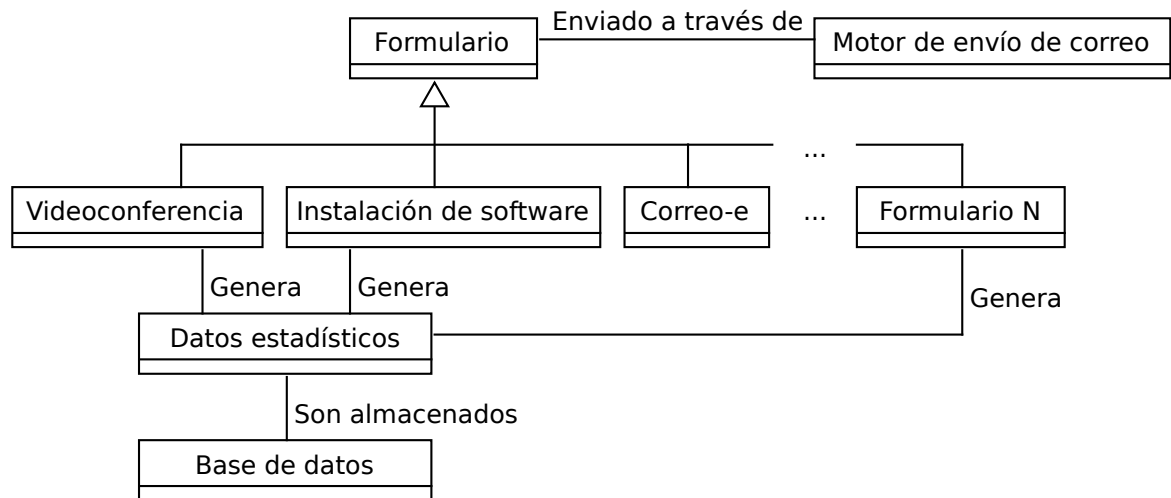 Formulario
Enviado a través de
Motor de envío de correo
...
Videoconferencia
Instalación de software
Correo-e
...
Formulario N
Genera
Genera
Genera
Datos estadísticos
Son almacenados
Base de datos